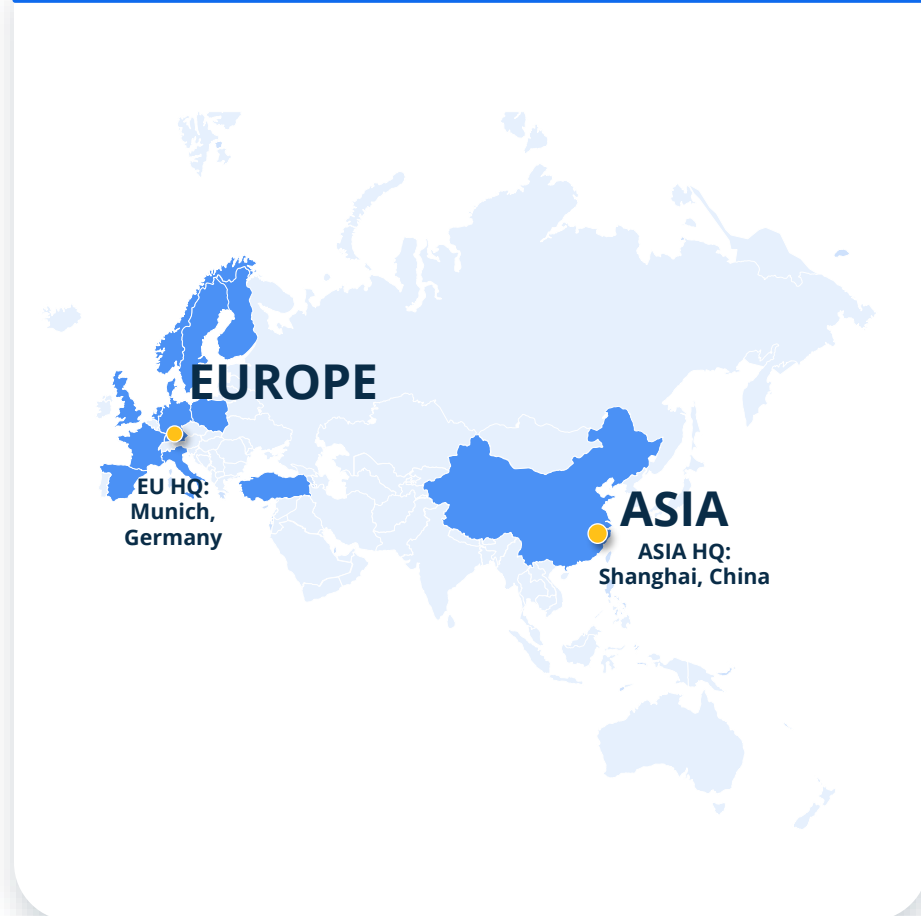 EUROPE
EU HQ:
Munich,
Germany
ASIA
ASIA HQ:
Shanghai, China